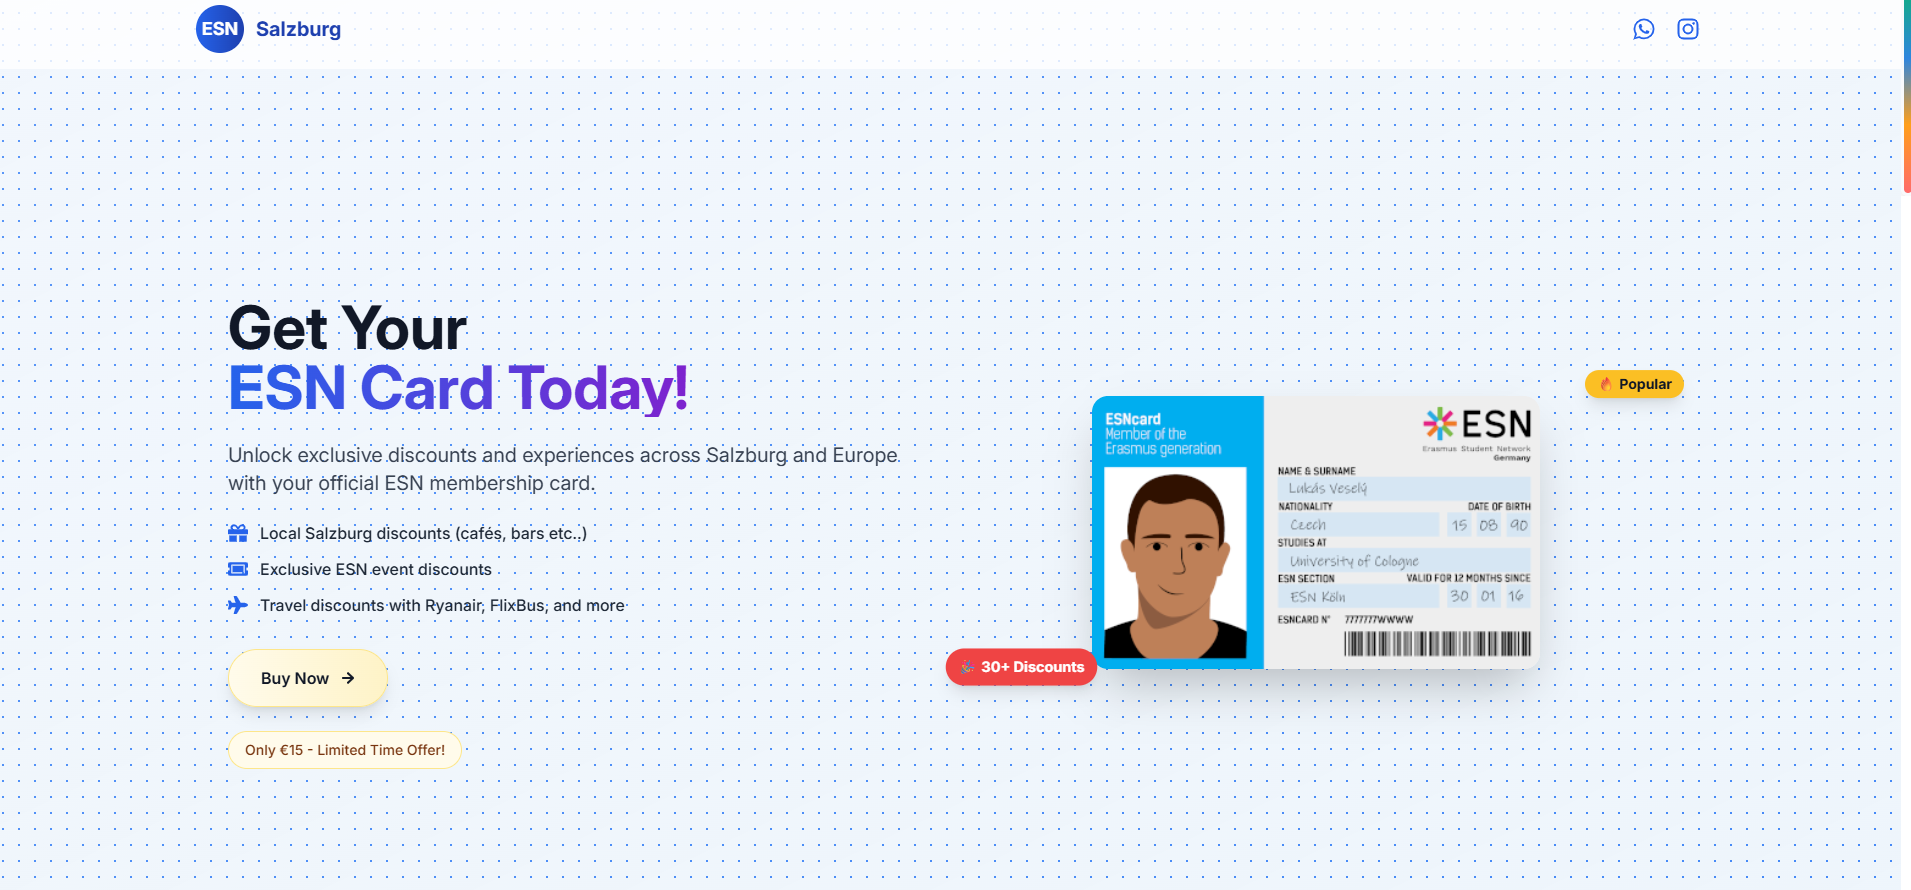 ESN Salzburg
Get Your
ESN Card Today!
Unlock exclusive discounts and experiences across Salzburg and Europe
with your official ESN membership card.
Local Salzburg discounts (cafés, bars etc..)
Exclusive ESN event discounts
Travel discounts with Ryanair, FlixBus, and more
Buy Now →
Only €15 - Limited Time Offer!
🔥 Popular
ESNcard
Member of the
Erasmus generation
ESN
Erasmus Student Network
Germany
NAME & SURNAME
Lukás Veselý
NATIONALITY DATE OF BIRTH
Czech 15 08 90
STUDIES AT
University of Cologne
ESN SECTION VALID FOR 12 MONTHS SINCE
ESN Köln 30 01 16
ESNCARD N° 7777777WWWW
🎉 30+ Discounts